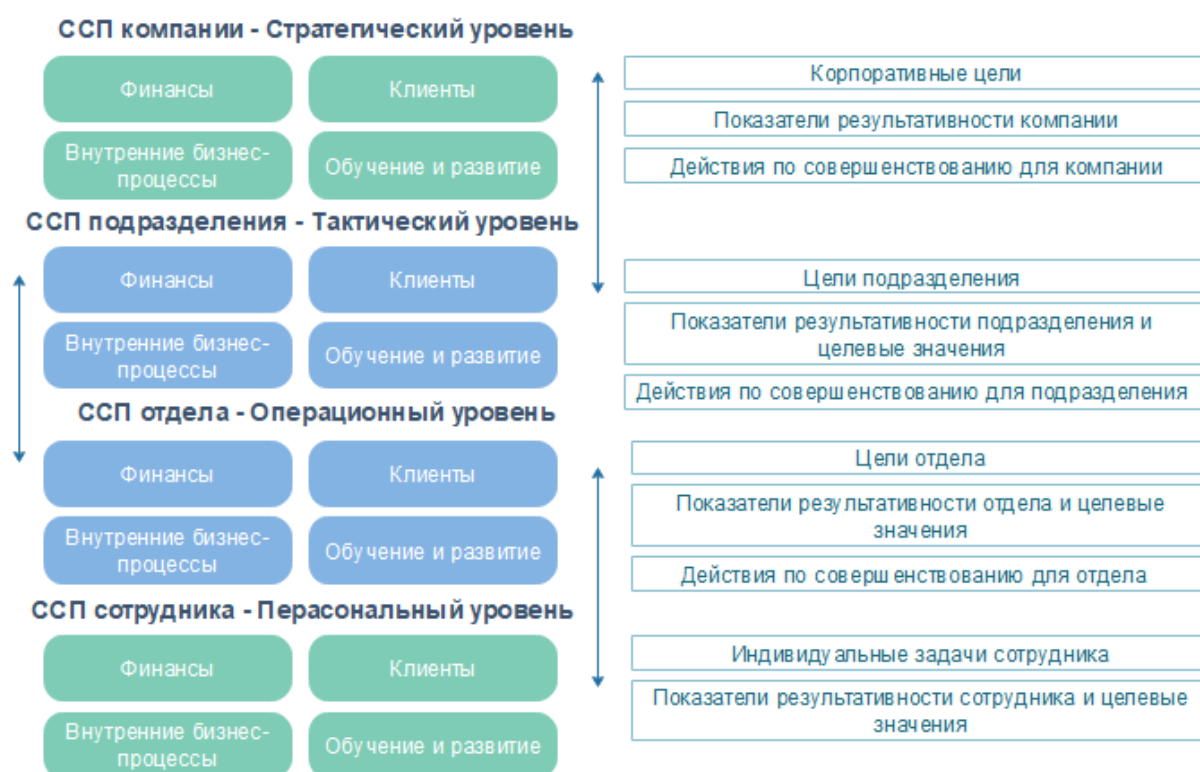 ССП компании - Стратегический уровень
Финансы
Клиенты
Внутренние бизнес-
процессы
Обучение и развитие
Корпоративные цели
Показатели результативности компании
Действия по совершенствованию для компании
ССП подразделения - Тактический уровень
Финансы
Клиенты
Внутренние бизнес-
процессы
Обучение и развитие
Цели подразделения
Показатели результативности подразделения и
целевые значения
Действия по совершенствованию для подразделения
ССП отдела - Операционный уровень
Финансы
Клиенты
Внутренние бизнес-
процессы
Обучение и развитие
Цели отдела
Показатели результативности отдела и целевые
значения
Действия по совершенствованию для отдела
ССП сотрудника - Перасональный уровень
Финансы
Клиенты
Внутренние бизнес-
процессы
Обучение и развитие
Индивидуальные задачи сотрудника
Показатели результативности сотрудника и целевые
значения